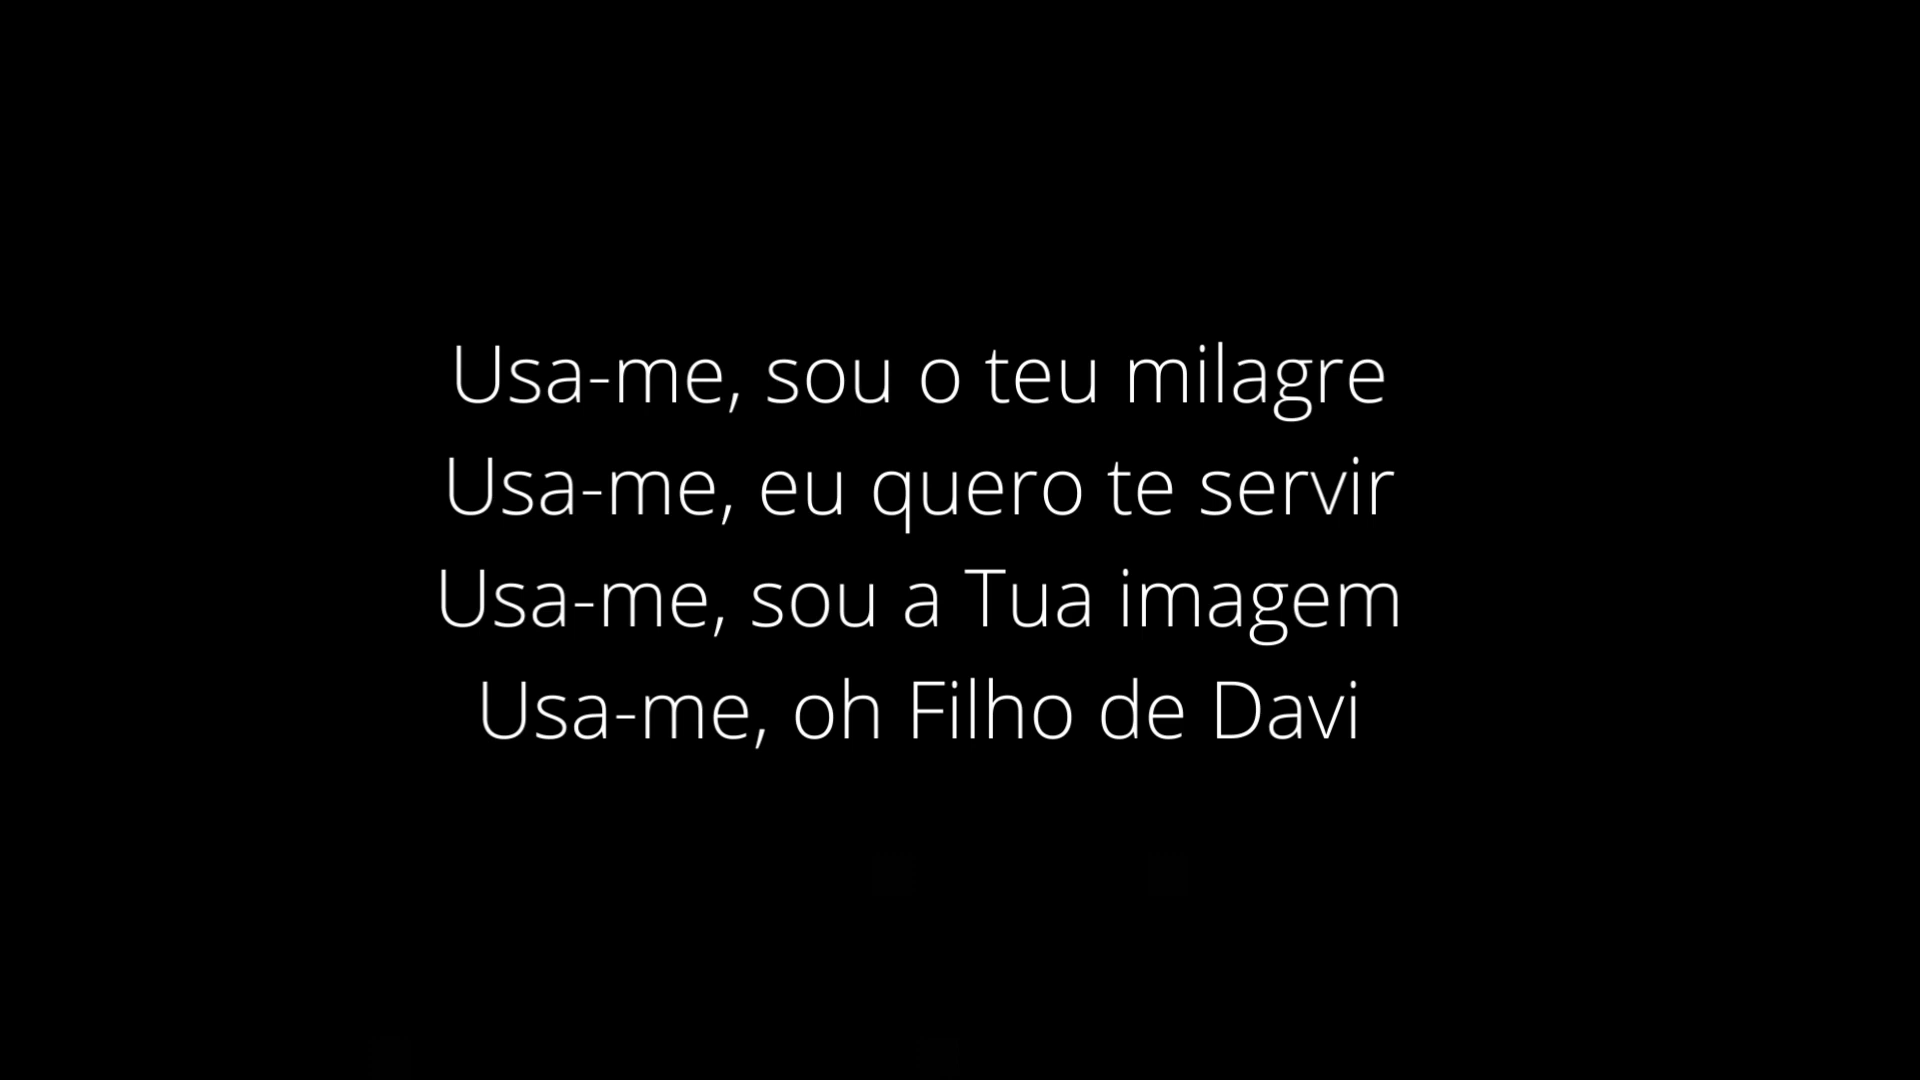 Usa-me, sou o teu milagre
Usa-me, eu quero te servir
Usa-me, sou a Tua imagem
Usa-me, oh Filho de Davi